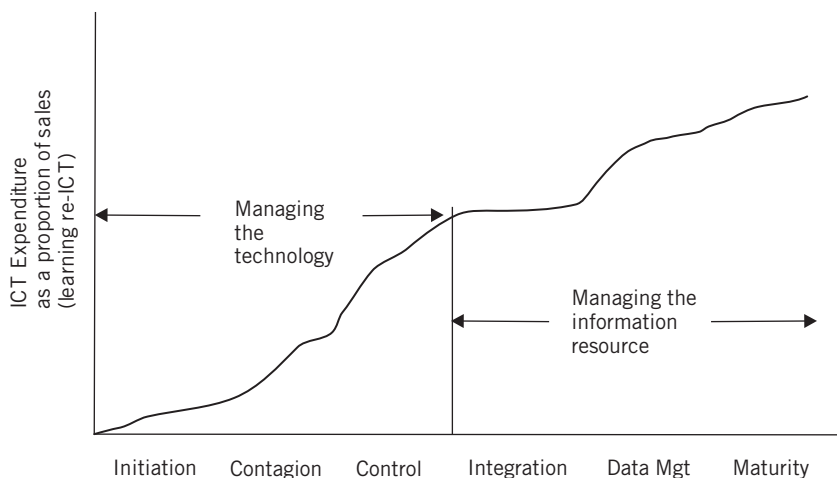 ICT Expenditure
as a proportion of sales
(learning re-ICT)
Managing
the
technology
Managing the
information
resource
Initiation Contagion Control Integration Data Mgt Maturity